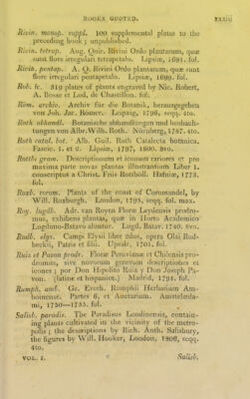 BOOKS QUOTED. xxxiii
Rivin. monop. suppl. 100 supplemental plates to the
preceding book; unpublished.
Rivin. tetrap. Aug. Quir. Rivini Ordo plantarum, quæ
sunt flore irregulari tetrapetalo. Lipsiæ, 1691. fol.
Rivin. pentap. A. Q. Rivini Ordo plantarum, quæ sunt
flore irregulari pentapetalo. Lipsiæ, 1699. fol.
Rob. ic. 319 plates of plants engraved by Nic. Robert,
A. Bosse et Lod. de Chastillon. fol.
Röm. archiv. Archiv für die Botanik, herausgegeben
von Joh. Jac. Römer. Leipzig, 1796, seqq. 4to.
Roth abhandl. Botanische abhandlungen und beobach-
tungen von Albr. Wilh. Roth. Nürnberg, 1787. 4to.
Roth catal. bot. Alb. Guil. Roth Catalecta botanica.
Fascic. 1. et 2. Lipsiæ, 1797, 1800. 8vo.
Rottb. gram. Descriptionum et iconum rariores et pro
maxima parte novas plantas illustrantium Liber 1.
conscriptus a Christ. Friis Rottböll. Hafniæ, 1773.
fol.
Roxb. corom. Plants of the coast of Coromandel, by
Will. Roxburgh. London, 1795, seqq. fol. max.
Roy. lugdb. Adr. van Royen Floræ Leydensis prodro-
mus, exhibens plantas, quæ in Horto Academico
Lugduno-Batavo aluntur. Lugd. Batav. 1740. 8vo.
Rudb. elys. Campi Elysii liber 2dus, opera Olai Rud-
beckii, Patris et filii. Upsalæ, 1701. fol.
Ruiz et Pavon prodr. Floræ Peruvianæ et Chilensis pro-
dromus, sive novorum generum descriptiones et
icones; por Don Hipolito Ruiz y Don Joseph Pa-
von. (latine et hispanice.) Madrid, 1794. fol.
Rumph. amb. Ge. Everh. Rumphii Herbarium Am-
boinense. Partes 6, et Auctarium. Amstelæda-
mi, 1750—1755. fol.
Salisb. paradis. The Paradisus Londinensis, contain-
ing plants cultivated in the vicinity of the metro-
polis; the descriptions by Rich. Anth. Salisbury,
the figures by Will. Hooker, London, 1806, seqq.
4to.
VOL. I. Salisb.